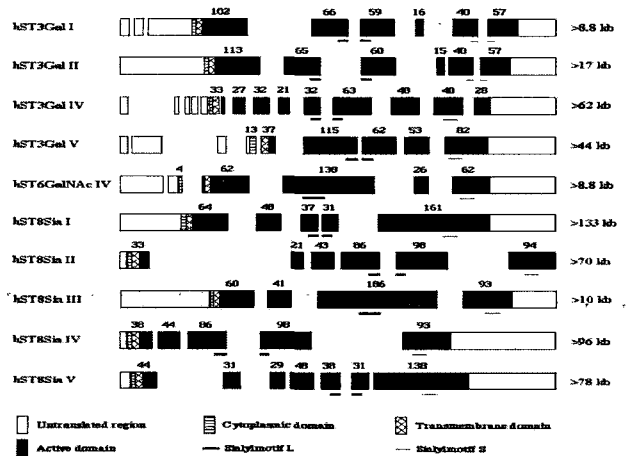 102 66 59 16 40 57
hST3Gal I >8.8 kb
113 65 60 15 40 57
hST3Gal II >17 kb
33 27 32 21 32 63 48 40 28
hST3Gal IV >62 kb
13 37 115 62 53 82
hST3Gal V >44 kb
4 62 138 26 62
hST6GalNAc IV >8.8 kb
64 48 37 31 161
hST8Sia I >133 kb
33 21 43 86 98 94
hST8Sia II >70 kb
60 41 186 93
hST8Sia III >10 kb
38 44 86 98 93
hST8Sia IV >96 kb
44 31 29 48 38 31 138
hST8Sia V >78 kb
Untranslated region Cytoplasmic domain Transmembrane domain
Active domain Sialylmotif L Sialylmotif S